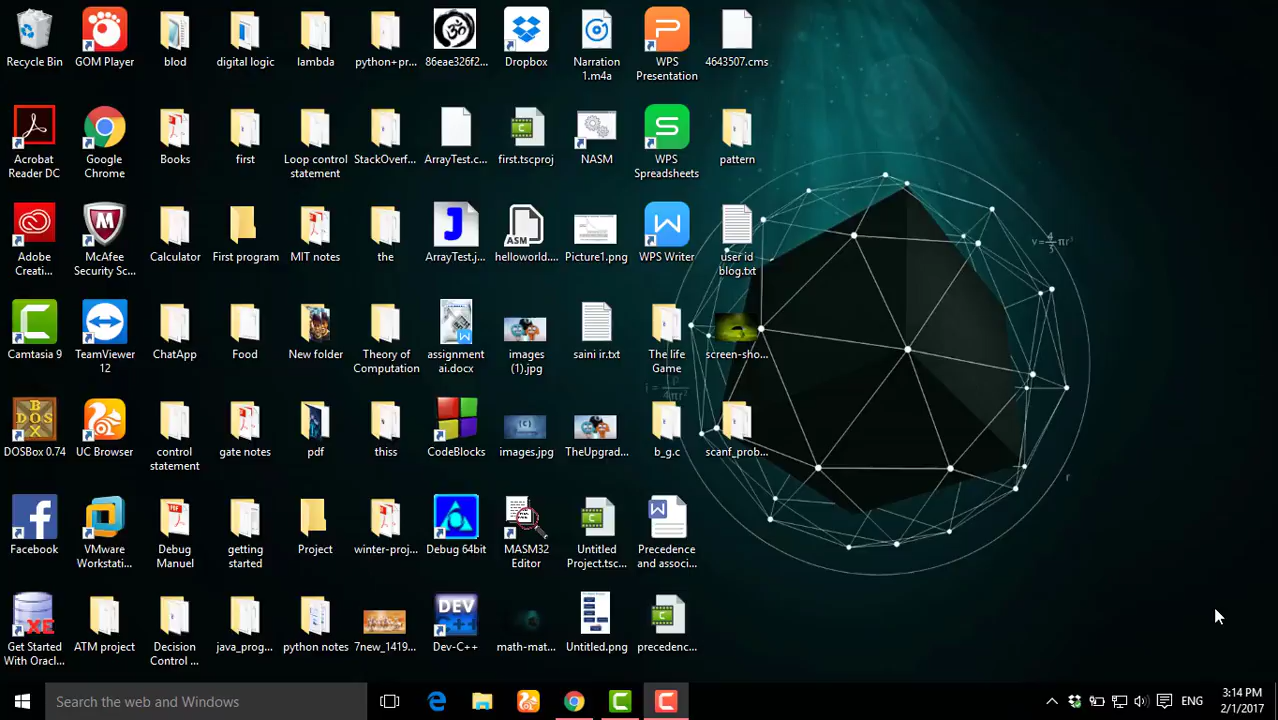 Recycle Bin
GOM Player
blod
digital logic
lambda
python+pr...
86eae326f2...
Dropbox
Narration
1.m4a
WPS
Presentation
4643507.cms
Acrobat
Reader DC
Google
Chrome
Books
first
Loop control
statement
StackOverf...
ArrayTest.c...
first.tscproj
NASM
WPS
Spreadsheets
pattern
Adobe
Creati...
McAfee
Security Sc...
Calculator
First program
MIT notes
the
ArrayTest.j...
ASM
helloworld....
Picture1.png
WPS Writer
user id
blog.txt
Camtasia 9
TeamViewer
12
ChatApp
Food
New folder
Theory of
Computation
assignment
ai.docx
images
(1).jpg
saini ir.txt
The life
Game
screen-sho...
DOSBox 0.74
UC Browser
control
statement
gate notes
pdf
thiss
CodeBlocks
images.jpg
TheUpgrad...
b_g.c
scanf_prob...
Facebook
VMware
Workstati...
Debug
Manuel
getting
started
Project
winter-proj...
Debug 64bit
MASM32
Editor
Untitled
Project.tsc...
Precedence
and associ...
Get Started
With Oracl...
ATM project
Decision
Control ...
java_prog...
python notes
7new_1419...
DEV
Dev-C++
math-mat...
Untitled.png
precedenc...
v = 4/3 πr³
r
Search the web and Windows
ENG
3:14 PM
2/1/2017